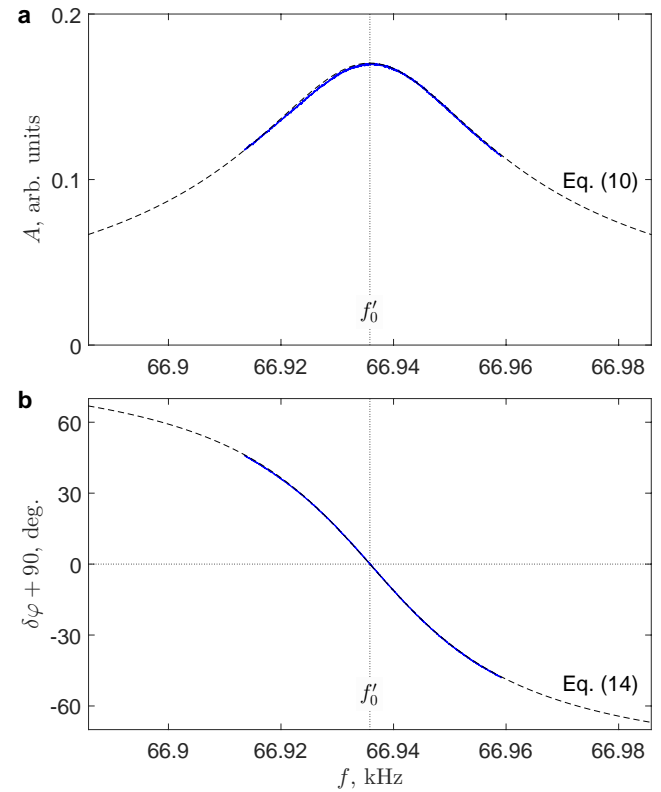 a
0.2
0.1
0
A, arb. units
Eq. (10)
f′₀
66.9 66.92 66.94 66.96 66.98
b
60
30
0
-30
-60
δφ + 90, deg.
Eq. (14)
f′₀
66.9 66.92 66.94 66.96 66.98
f, kHz